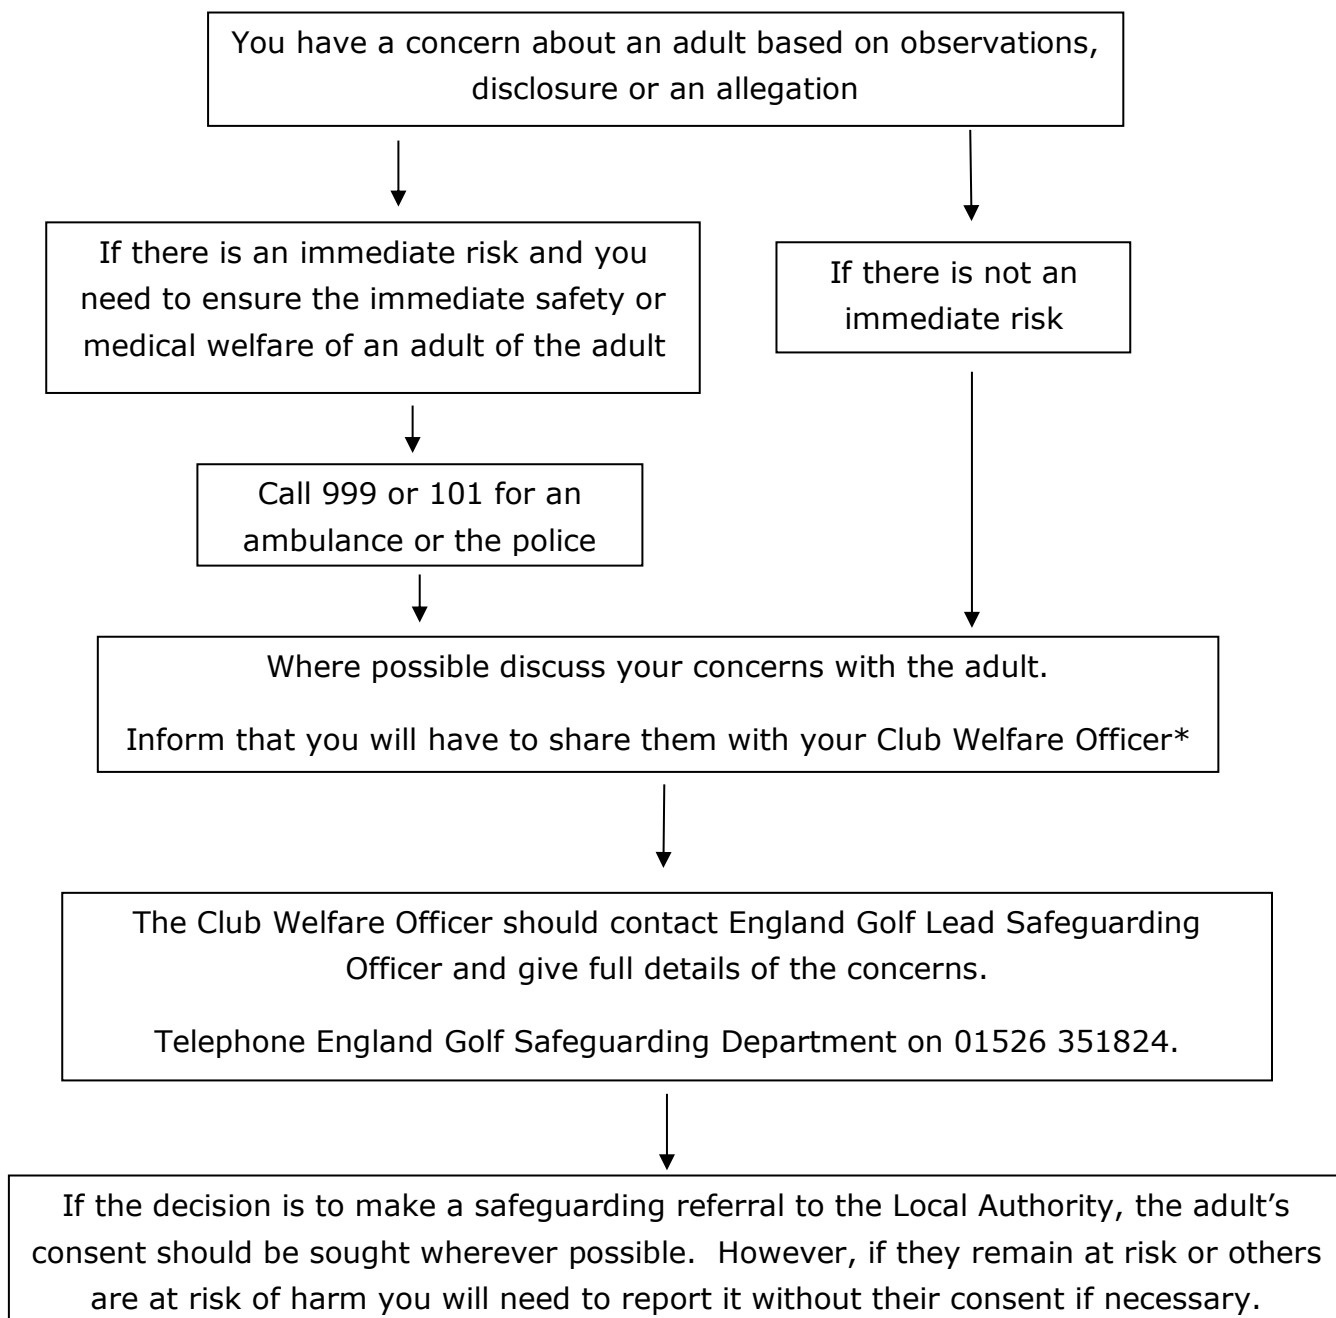 You have a concern about an adult based on observations,
disclosure or an allegation
If there is an immediate risk and you
need to ensure the immediate safety or
medical welfare of an adult of the adult
If there is not an
immediate risk
Call 999 or 101 for an
ambulance or the police
Where possible discuss your concerns with the adult.
Inform that you will have to share them with your Club Welfare Officer*
The Club Welfare Officer should contact England Golf Lead Safeguarding
Officer and give full details of the concerns.
Telephone England Golf Safeguarding Department on 01526 351824.
If the decision is to make a safeguarding referral to the Local Authority, the adult’s
consent should be sought wherever possible.  However, if they remain at risk or others
are at risk of harm you will need to report it without their consent if necessary.